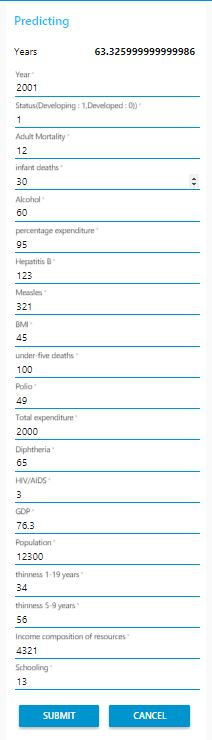 Predicting
Years 63.325999999999986
Year *
2001
Status(Developing : 1,Developed : 0)) *
1
Adult Mortality *
12
infant deaths *
30
Alcohol *
60
percentage expenditure *
95
Hepatitis B *
123
Measles *
321
BMI *
45
under-five deaths *
100
Polio *
49
Total expenditure *
2000
Diphtheria *
65
HIV/AIDS *
3
GDP *
76.3
Population *
12300
thinness 1-19 years *
34
thinness 5-9 years *
56
Income composition of resources *
4321
Schooling *
13
SUBMIT CANCEL